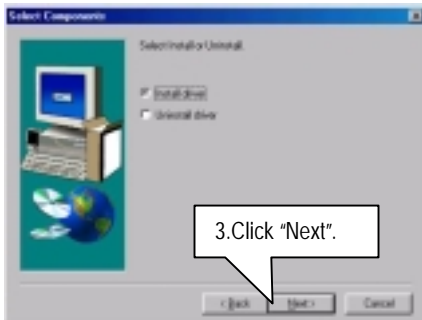 Select Components
Select Install or Uninstall.
Install driver
Uninstall driver
3.Click "Next".
< Back Next > Cancel